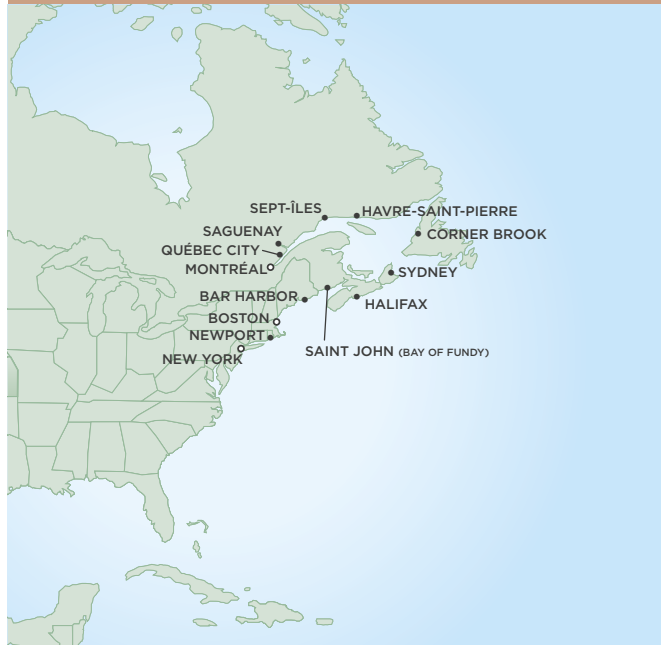 SEPT-ÎLES
HAVRE-SAINT-PIERRE
SAGUENAY
CORNER BROOK
QUÉBEC CITY
MONTRÉAL
SYDNEY
BAR HARBOR
HALIFAX
BOSTON
NEWPORT
SAINT JOHN (BAY OF FUNDY)
NEW YORK